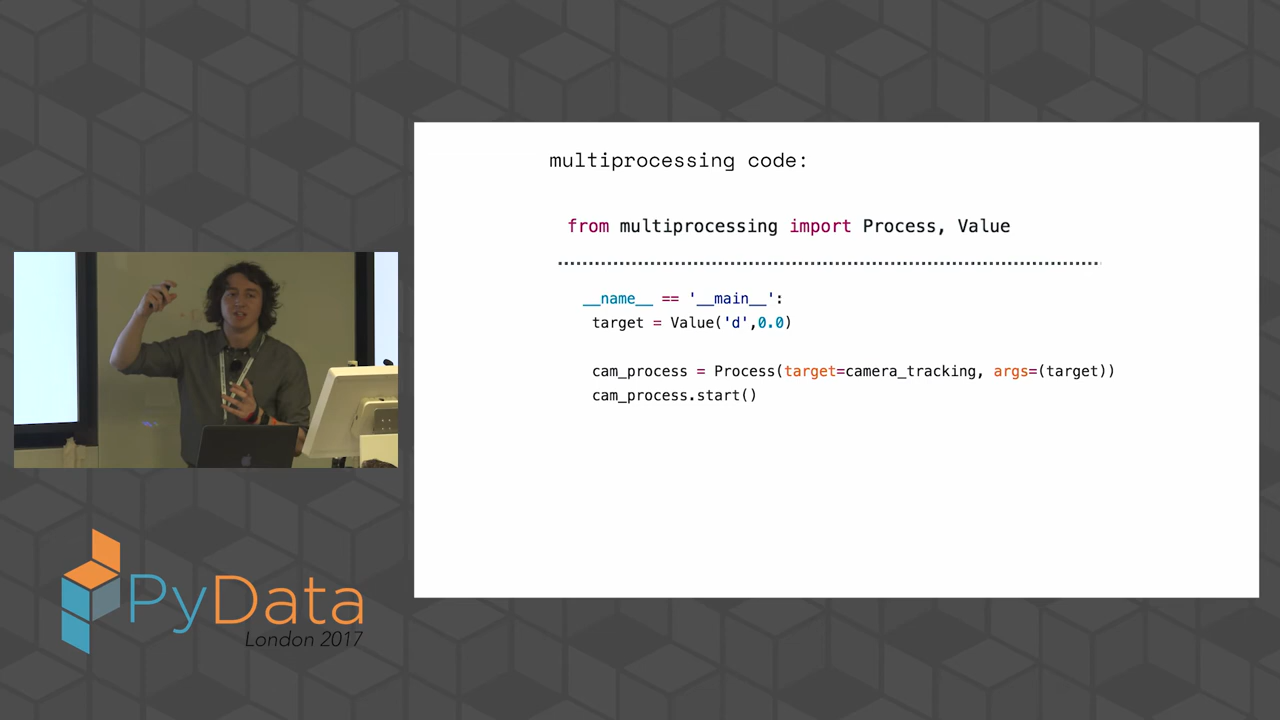 multiprocessing code:
from multiprocessing import Process, Value
__name__ == '__main__':
target = Value('d',0.0)
cam_process = Process(target=camera_tracking, args=(target))
cam_process.start()
PyData
London 2017